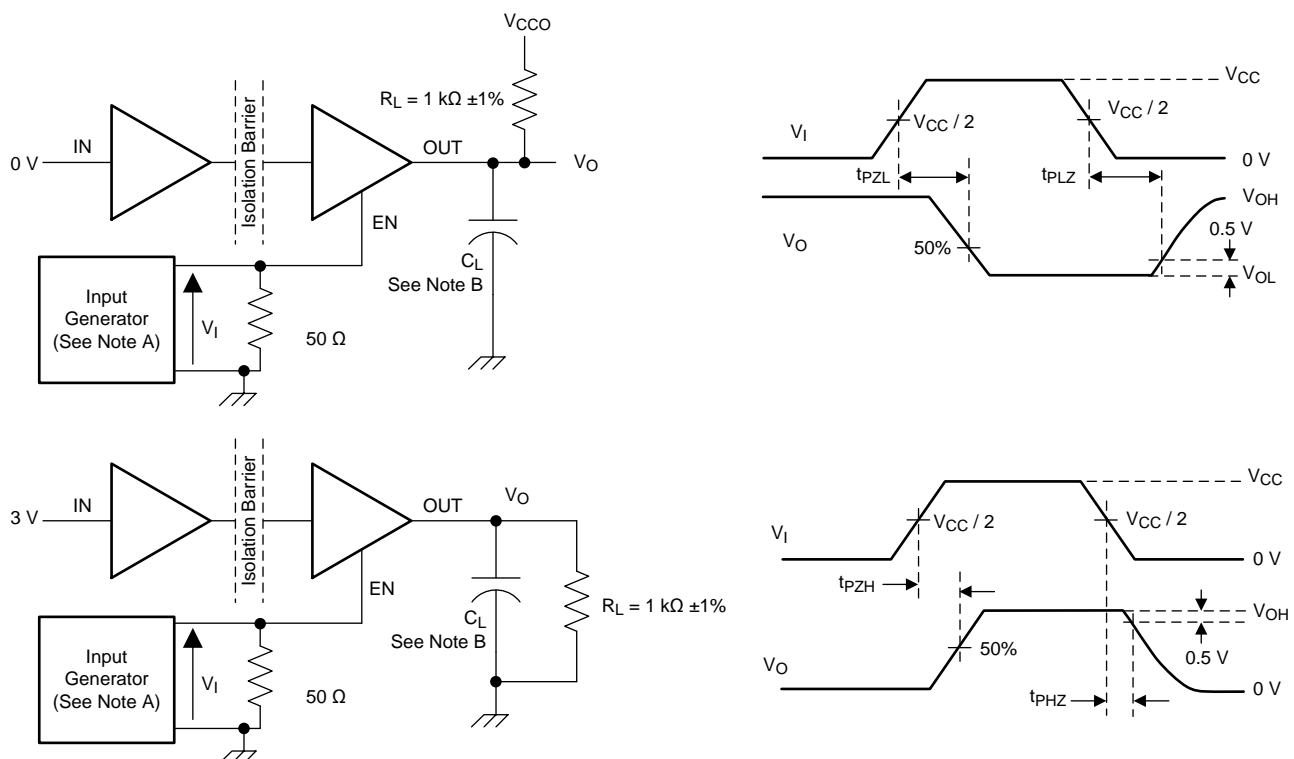 VCCO
RL = 1 kΩ ±1%
Isolation Barrier
0 V
IN
OUT
VO
EN
CL
See Note B
Input
Generator
(See Note A)
VI
50 Ω
VCC
VCC / 2
VCC / 2
VI
0 V
tPZL
tPLZ
VOH
0.5 V
VO
50%
VOL
Isolation Barrier
3 V
IN
OUT
VO
EN
CL
See Note B
RL = 1 kΩ ±1%
Input
Generator
(See Note A)
VI
50 Ω
VCC
VCC / 2
VCC / 2
VI
0 V
tPZH
VOH
0.5 V
50%
VO
0 V
tPHZ